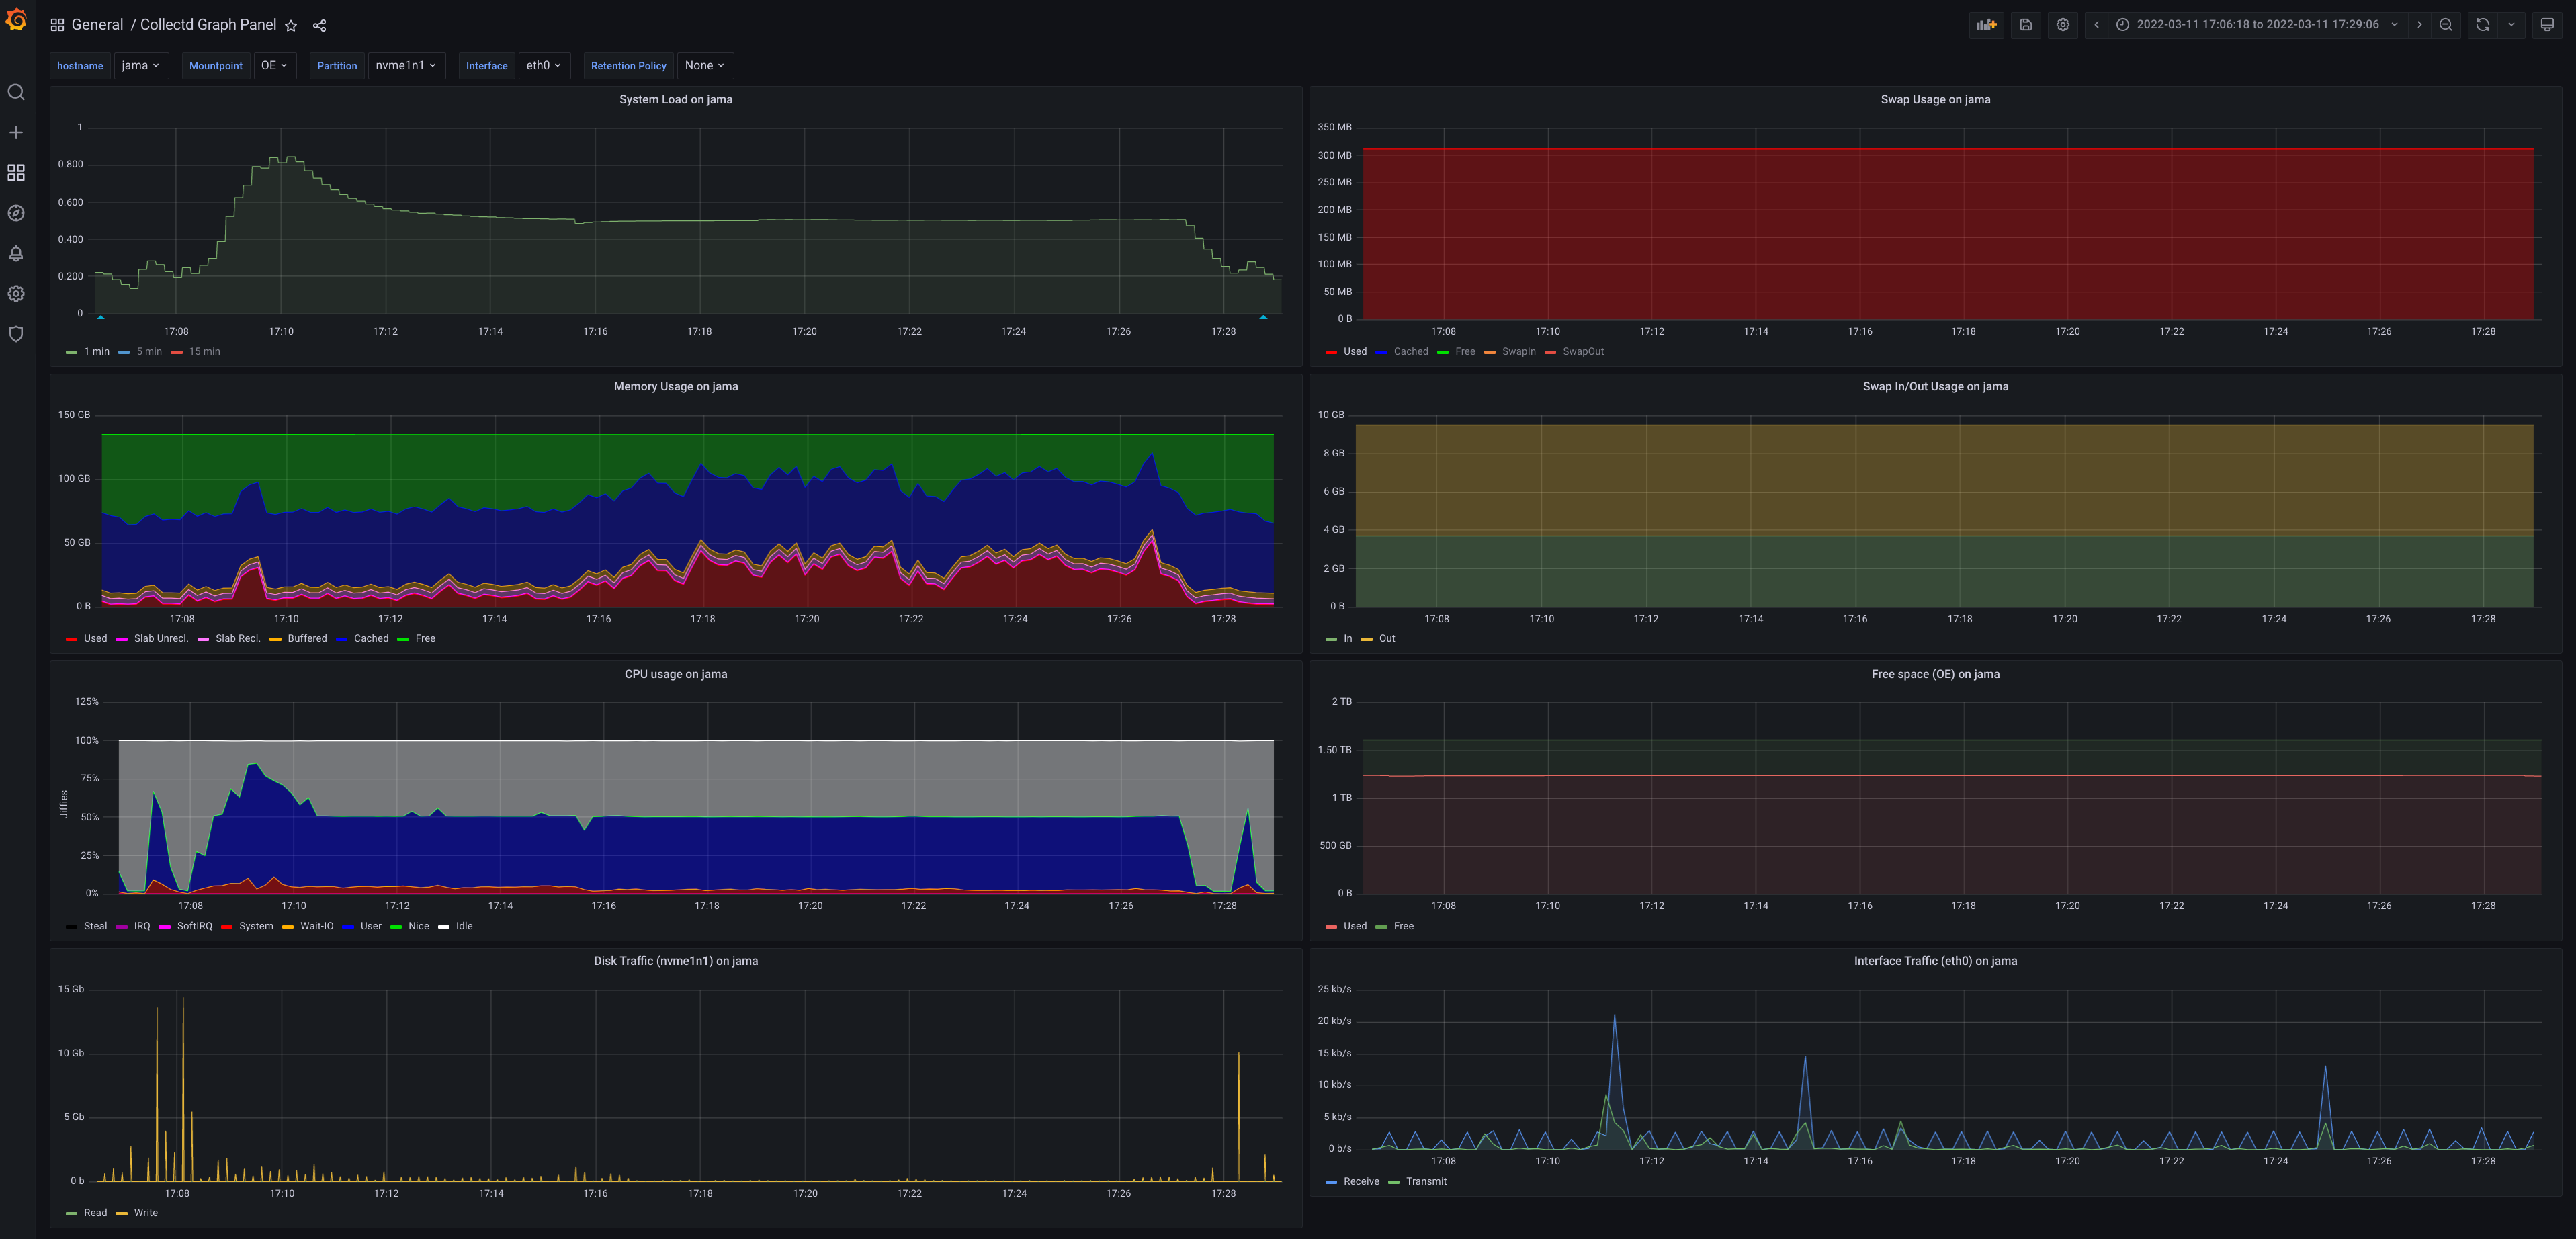 General / Collectd Graph Panel
2022-03-11 17:06:18 to 2022-03-11 17:29:06
hostname jama Mountpoint OE Partition nvme1n1 Interface eth0 Retention Policy None
System Load on jama
1
0.800
0.600
0.400
0.200
0
17:08 17:10 17:12 17:14 17:16 17:18 17:20 17:22 17:24 17:26 17:28
1 min 5 min 15 min
Swap Usage on jama
350 MB
300 MB
250 MB
200 MB
150 MB
100 MB
50 MB
0 B
17:08 17:10 17:12 17:14 17:16 17:18 17:20 17:22 17:24 17:26 17:28
Used Cached Free SwapIn SwapOut
Memory Usage on jama
150 GB
100 GB
50 GB
0 B
17:08 17:10 17:12 17:14 17:16 17:18 17:20 17:22 17:24 17:26 17:28
Used Slab Unrecl. Slab Recl. Buffered Cached Free
Swap In/Out Usage on jama
10 GB
8 GB
6 GB
4 GB
2 GB
0 B
17:08 17:10 17:12 17:14 17:16 17:18 17:20 17:22 17:24 17:26 17:28
In Out
CPU usage on jama
Jiffies
125%
100%
75%
50%
25%
0%
17:08 17:10 17:12 17:14 17:16 17:18 17:20 17:22 17:24 17:26 17:28
Steal IRQ SoftIRQ System Wait-IO User Nice Idle
Free space (OE) on jama
2 TB
1.50 TB
1 TB
500 GB
0 B
17:08 17:10 17:12 17:14 17:16 17:18 17:20 17:22 17:24 17:26 17:28
Used Free
Disk Traffic (nvme1n1) on jama
15 Gb
10 Gb
5 Gb
0 b
17:08 17:10 17:12 17:14 17:16 17:18 17:20 17:22 17:24 17:26 17:28
Read Write
Interface Traffic (eth0) on jama
25 kb/s
20 kb/s
15 kb/s
10 kb/s
5 kb/s
0 b/s
17:08 17:10 17:12 17:14 17:16 17:18 17:20 17:22 17:24 17:26 17:28
Receive Transmit